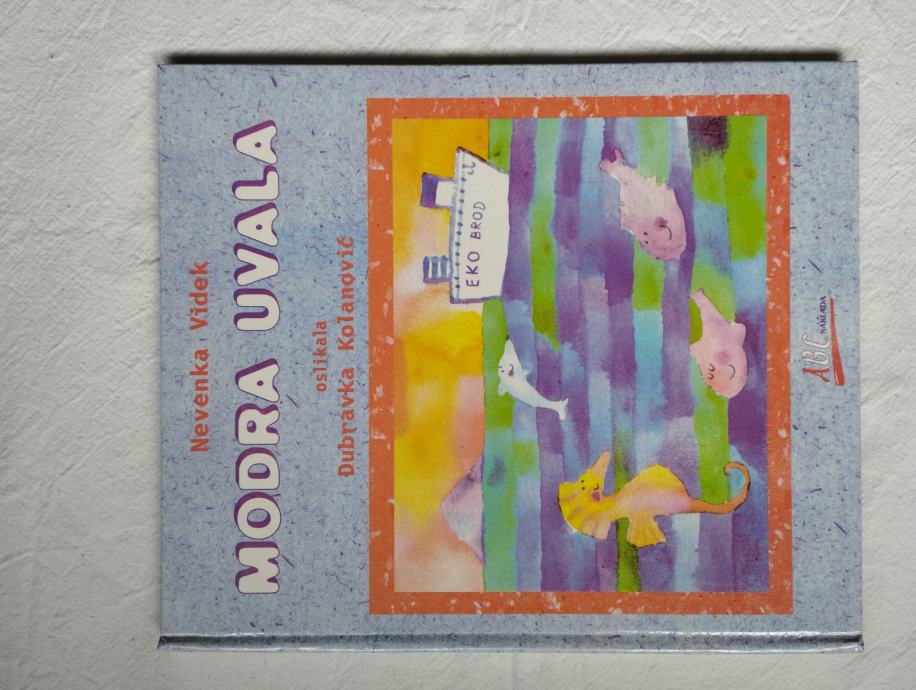 Nevenka Videk
MODRA UVALA
oslikala
Dubravka Kolanović
EKO BROD
ABC
NAKLADA